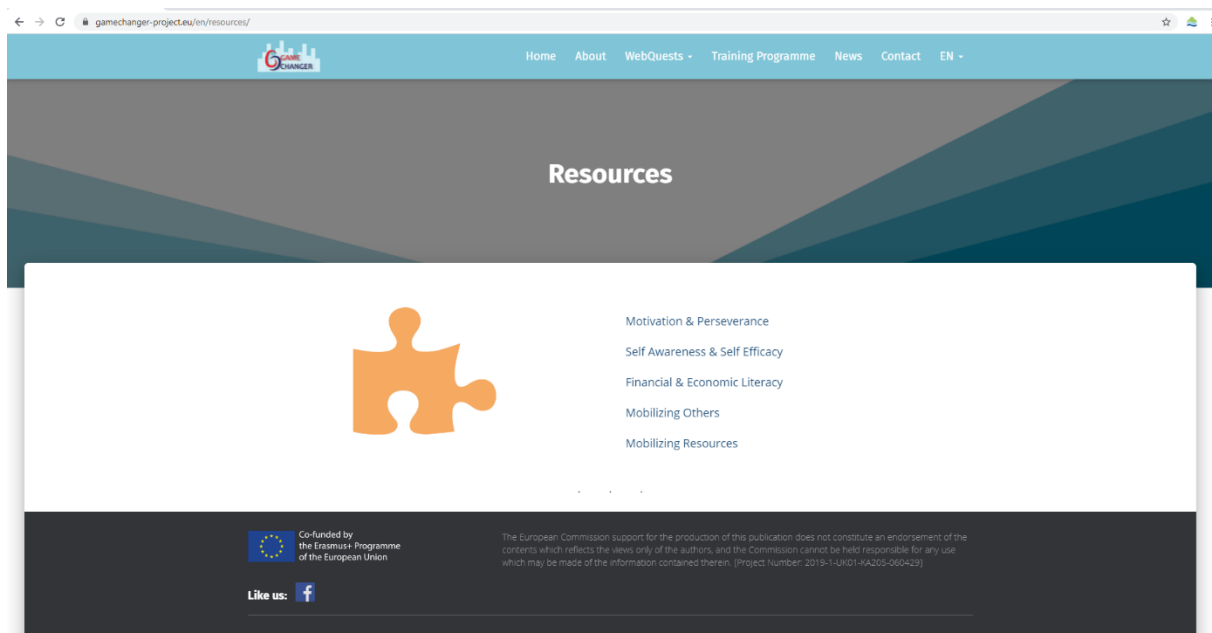 gamechanger-project.eu/en/resources/
GAME
CHANGER
Home About WebQuests Training Programme News Contact EN
Resources
Motivation & Perseverance
Self Awareness & Self Efficacy
Financial & Economic Literacy
Mobilizing Others
Mobilizing Resources
Co-funded by
the Erasmus+ Programme
of the European Union
The European Commission support for the production of this publication does not constitute an endorsement of the
contents which reflects the views only of the authors, and the Commission cannot be held responsible for any use
which may be made of the information contained therein. [Project Number: 2019-1-UK01-KA205-060429]
Like us: